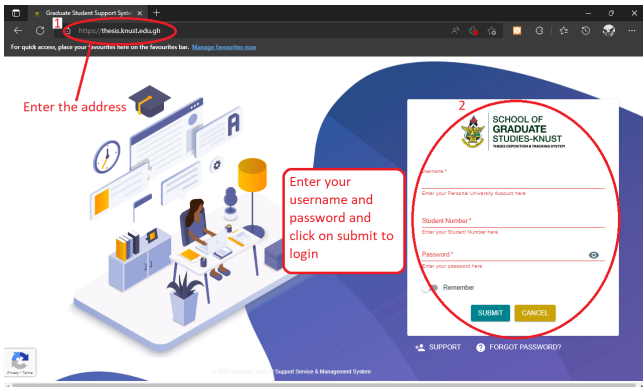 Graduate Student Support System
1
https://thesis.knust.edu.gh
For quick access, place your favourites here on the favourites bar. Manage favourites now
Enter the address
2
SCHOOL OF
GRADUATE
STUDIES-KNUST
THESIS DEPOSITION & TRACKING SYSTEM
Enter your
username and
password and
click on submit to
login
Username *
Enter your Personal University Account here
Student Number *
Enter your Student Number here
Password *
Enter your password here
Remember
SUBMIT CANCEL
SUPPORT FORGOT PASSWORD?
Privacy - Terms
Support Service & Management System